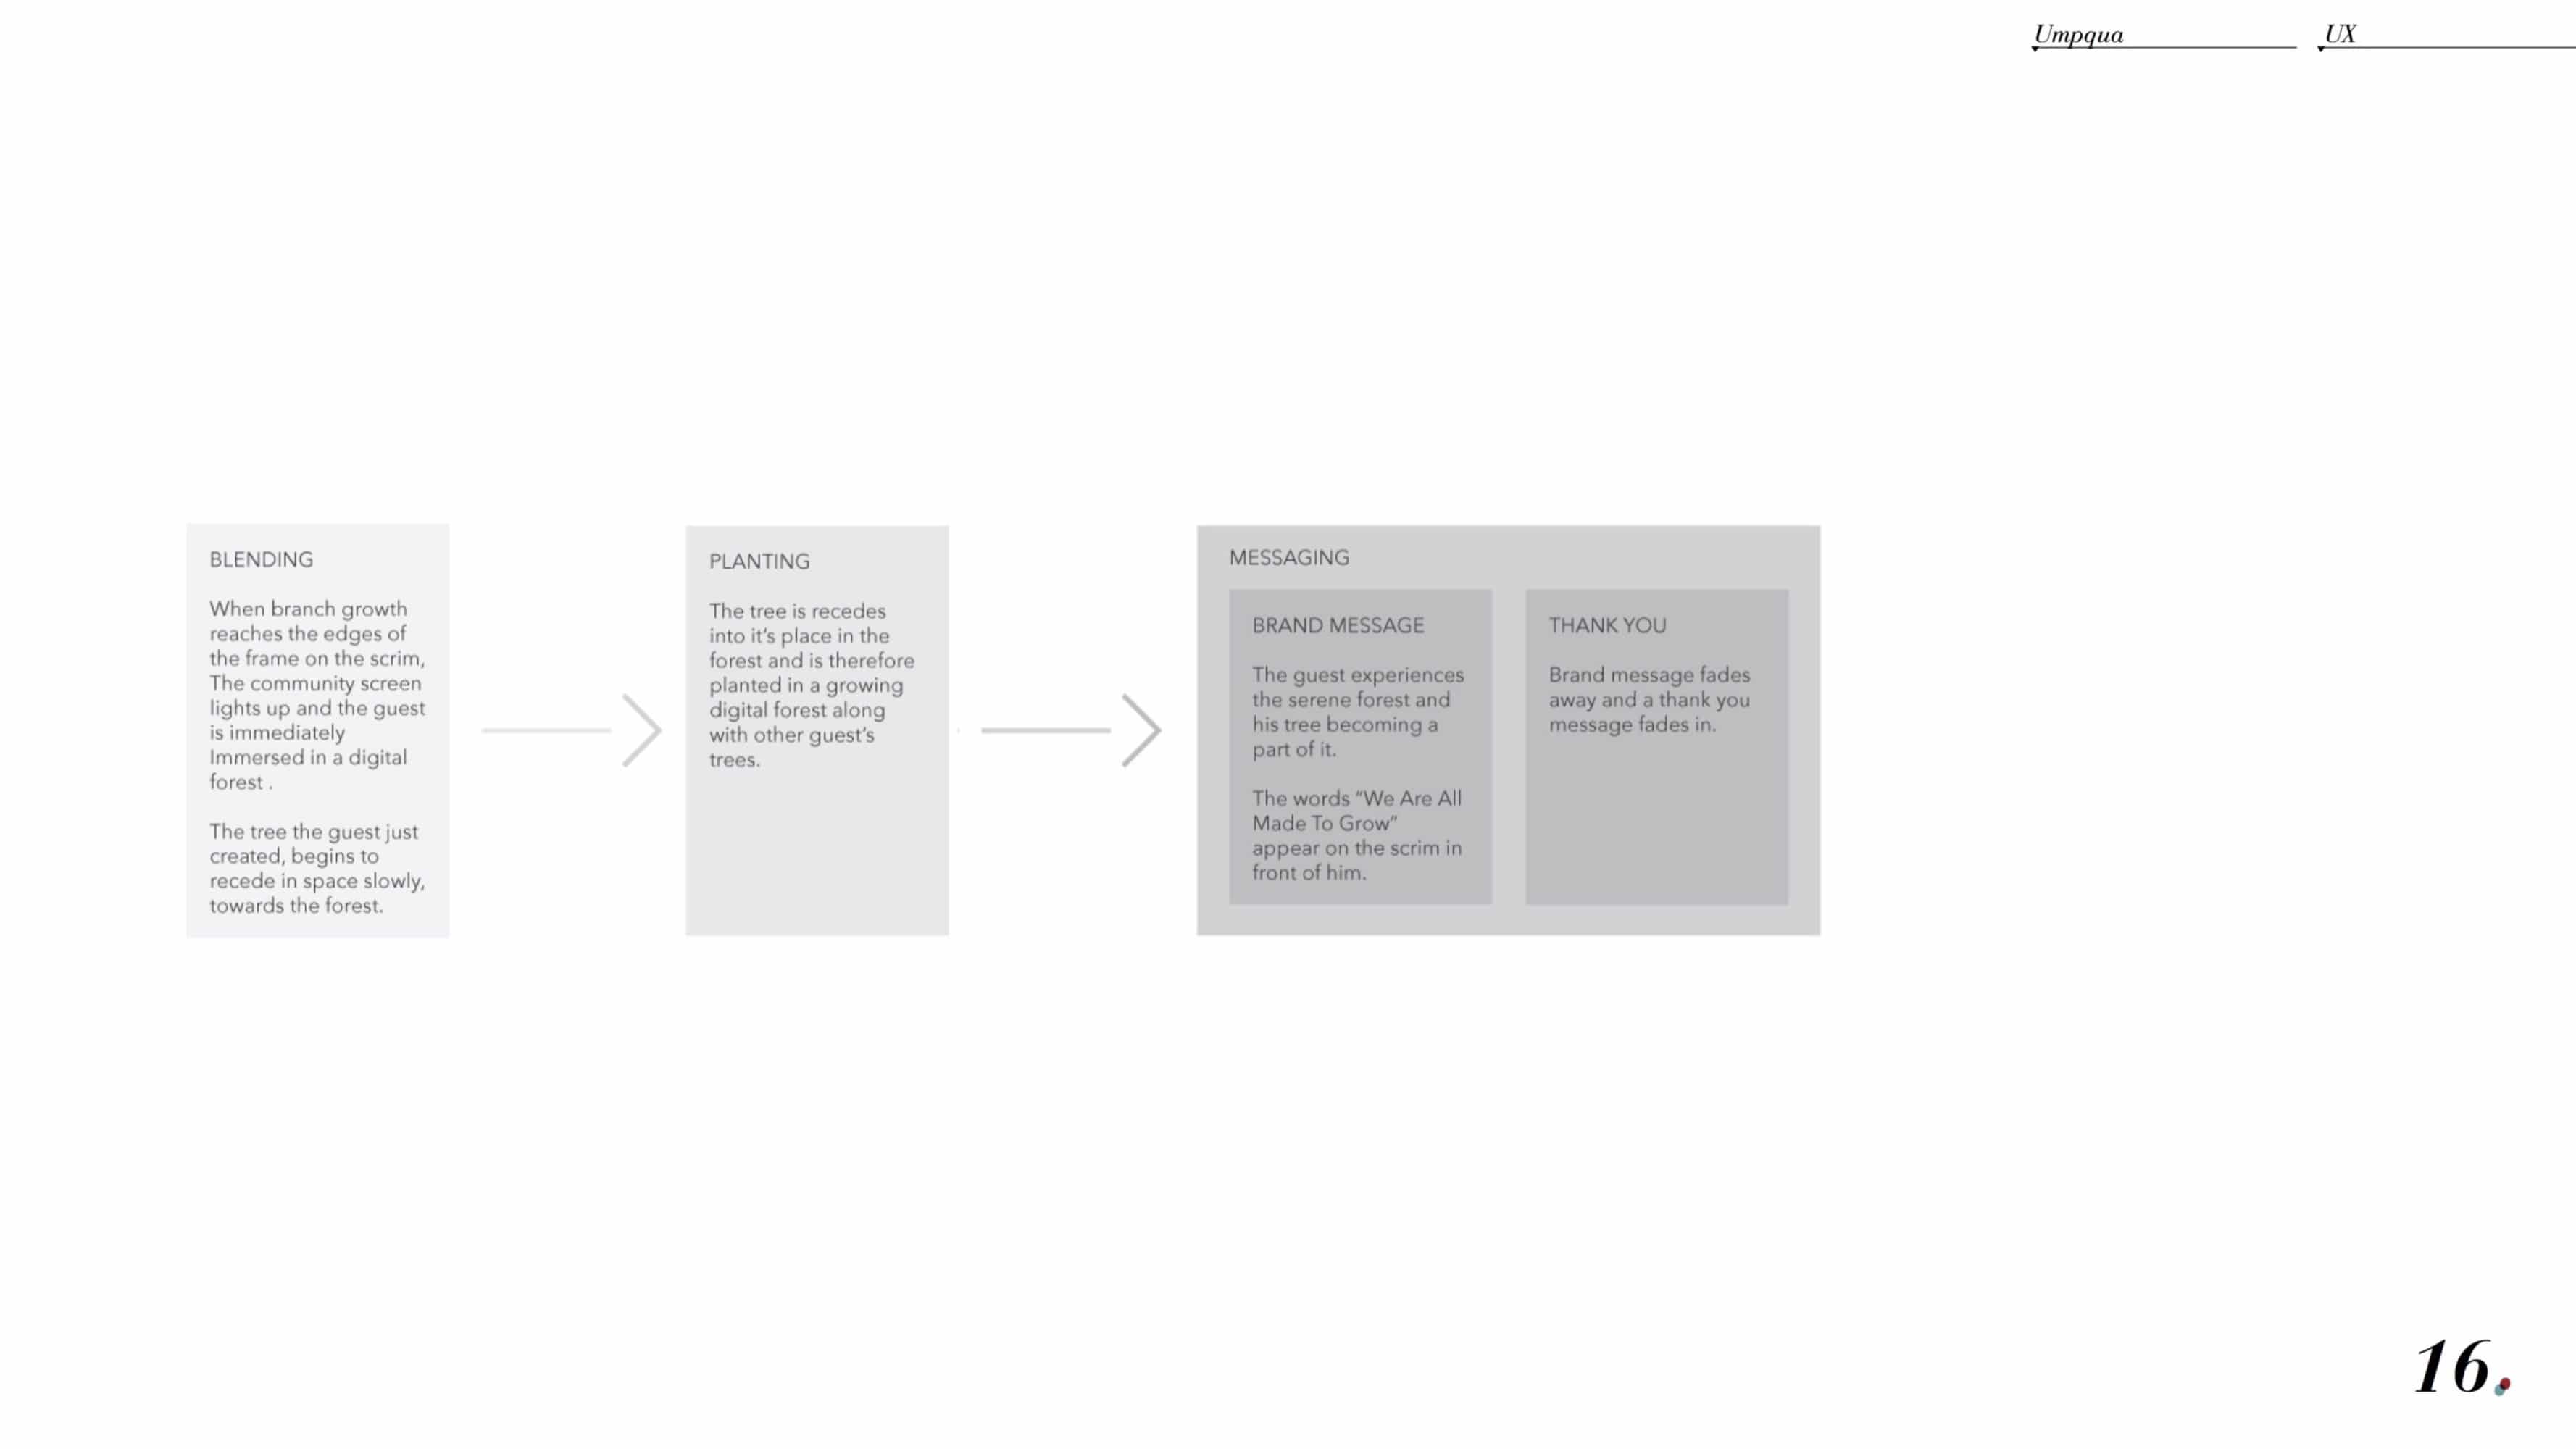 Umpqua
UX
BLENDING
When branch growth
reaches the edges of
the frame on the scrim,
The community screen
lights up and the guest
is immediately
Immersed in a digital
forest .
The tree the guest just
created, begins to
recede in space slowly,
towards the forest.
PLANTING
The tree is recedes
into it’s place in the
forest and is therefore
planted in a growing
digital forest along
with other guest’s
trees.
MESSAGING
BRAND MESSAGE
The guest experiences
the serene forest and
his tree becoming a
part of it.
The words “We Are All
Made To Grow”
appear on the scrim in
front of him.
THANK YOU
Brand message fades
away and a thank you
message fades in.
16.